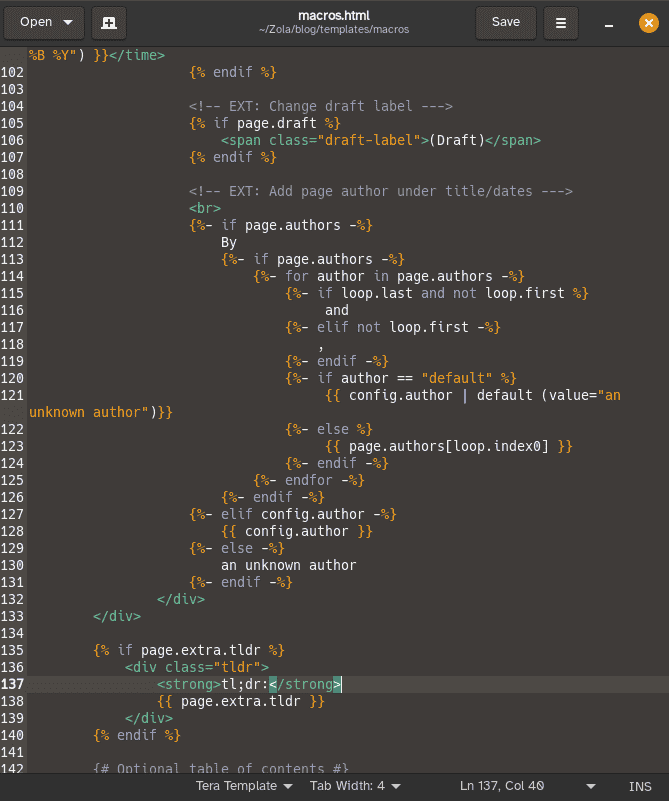 Open
macros.html
~/Zola/blog/templates/macros
Save
%B %Y") }}</time>
102 {% endif %}
103
104 <!-- EXT: Change draft label --->
105 {% if page.draft %}
106 <span class="draft-label">(Draft)</span>
107 {% endif %}
108
109 <!-- EXT: Add page author under title/dates --->
110 <br>
111 {%- if page.authors -%}
112 By
113 {%- if page.authors -%}
114 {%- for author in page.authors -%}
115 {%- if loop.last and not loop.first %}
116 and
117 {%- elif not loop.first -%}
118 ,
119 {%- endif -%}
120 {%- if author == "default" %}
121 {{ config.author | default (value="an
unknown author")}}
122 {%- else %}
123 {{ page.authors[loop.index0] }}
124 {%- endif -%}
125 {%- endfor -%}
126 {%- endif -%}
127 {%- elif config.author -%}
128 {{ config.author }}
129 {%- else -%}
130 an unknown author
131 {%- endif -%}
132 </div>
133 </div>
134
135 {% if page.extra.tldr %}
136 <div class="tldr">
137 <strong>tl;dr:</strong>
138 {{ page.extra.tldr }}
139 </div>
140 {% endif %}
141
142 {# Optional table of contents #}
Tera Template
Tab Width: 4
Ln 137, Col 40
INS